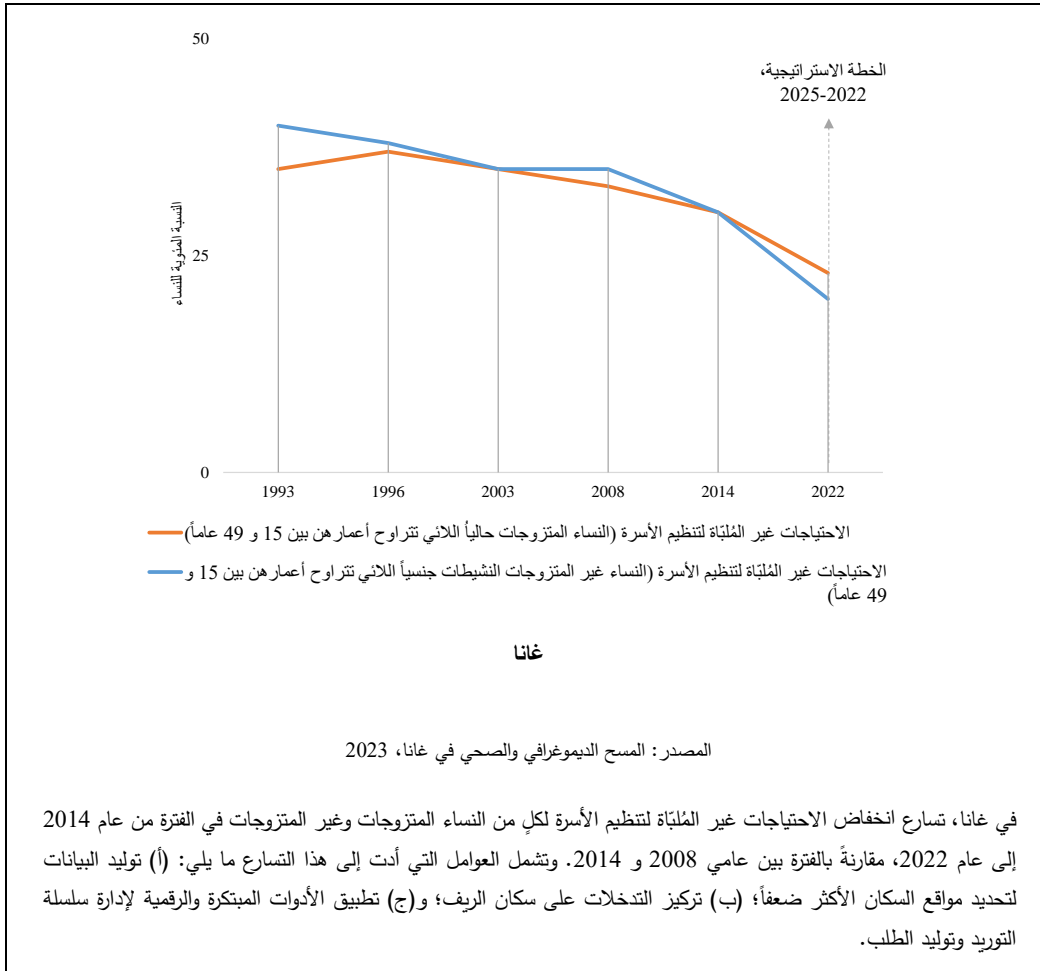 50
الخطة الاستراتيجية،
2022-2025
النسبة المئوية للنساء
25
0
1993 1996 2003 2008 2014 2022
الاحتياجات غير المُلبّاة لتنظيم الأسرة (النساء المتزوجات حالياُ اللائي تتراوح أعمارهن بين 15 و 49 عاماً)
الاحتياجات غير المُلبّاة لتنظيم الأسرة (النساء غير المتزوجات النشيطات جنسياً اللائي تتراوح أعمارهن بين 15 و
49 عاماً)
غانا
المصدر: المسح الديموغرافي والصحي في غانا، 2023
في غانا، تسارع انخفاض الاحتياجات غير المُلبّاة لتنظيم الأسرة لكلٍ من النساء المتزوجات وغير المتزوجات في الفترة من عام 2014
إلى عام 2022، مقارنةً بالفترة بين عامي 2008 و 2014. وتشمل العوامل التي أدت إلى هذا التسارع ما يلي: (أ) توليد البيانات
لتحديد مواقع السكان الأكثر ضعفاً؛ (ب) تركيز التدخلات على سكان الريف؛ و(ج) تطبيق الأدوات المبتكرة والرقمية لإدارة سلسلة
التوريد وتوليد الطلب.